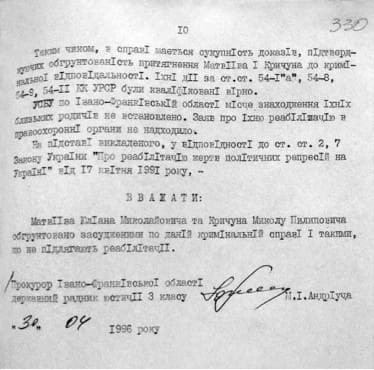 10
330
Таким чином, в справі мається сукупність доказів, підтверд-
жуючих обгрунтованість притягнення Матвіїва і Кричуна до кримі-
нальної відповідальності. Їхні дії за ст.ст. 54-І"а", 54-8,
54-9, 54-ІІ КК УРСР були кваліфіковані вірно.
УСБУ по Івано-Франківській області місце знаходження їхніх
близьких родичів не встановлено. Заяв про їхню реабілітацію в
правоохоронні органи не надходило.
На підставі викладеного, у відповідності до ст. ст. 2, 7
Закону України "Про реабілітацію жертв політичних репресій на
Україні" від 17 квітня 1991 року, -
ВВАЖАТИ:
Матвіїва Юліана Миколайовича та Кричуна Миколу Пилиповича
обгрунтовано засудженими по даній кримінальній справі і такими,
що не підлягають реабілітації.
Прокурор Івано-Франківської області
державний радник юстиції 3 класу М.І.Андріуца
"30" 04 1996 року